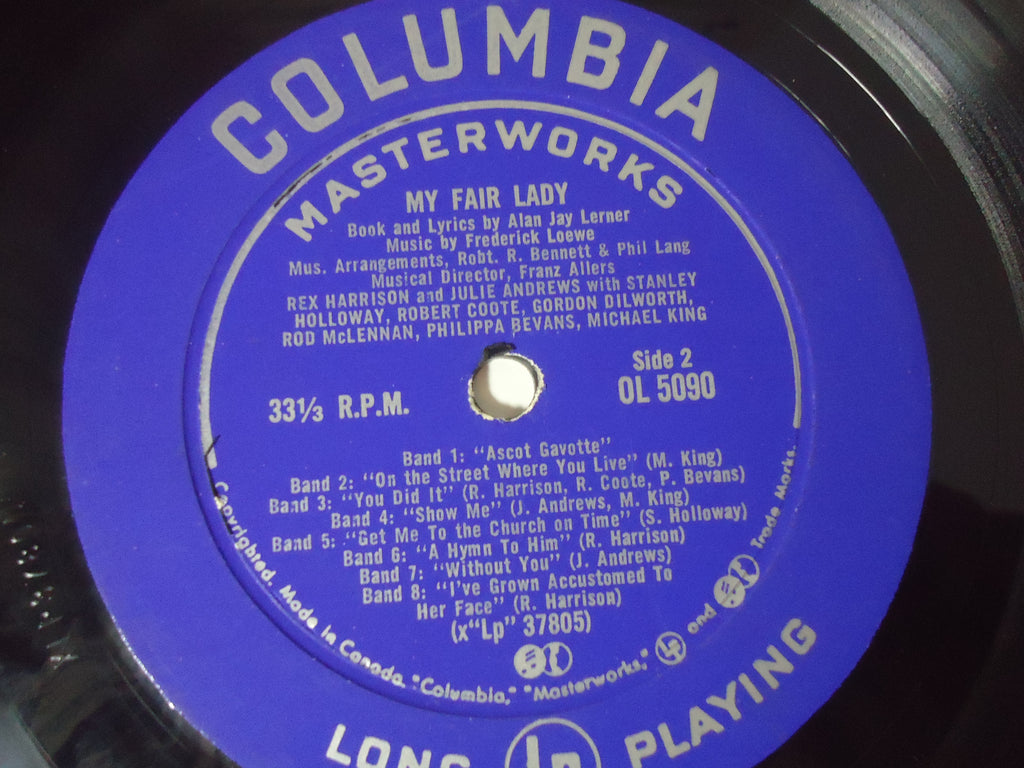 COLUMBIA
MASTERWORKS
MY FAIR LADY
Book and Lyrics by Alan Jay Lerner
Music by Frederick Loewe
Mus. Arrangements, Robt. R. Bennett & Phil Lang
Musical Director, Franz Allers
REX HARRISON and JULIE ANDREWS with STANLEY
HOLLOWAY, ROBERT COOTE, GORDON DILWORTH,
ROD McLENNAN, PHILIPPA BEVANS, MICHAEL KING
Side 2
33⅓ R.P.M.
OL 5090
Band 1: "Ascot Gavotte"
Band 2: "On the Street Where You Live" (M. King)
Band 3: "You Did It" (R. Harrison, R. Coote, P. Bevans)
Band 4: "Show Me" (J. Andrews, M. King)
Band 5: "Get Me To the Church on Time" (S. Holloway)
Band 6: "A Hymn To Him" (R. Harrison)
Band 7: "Without You" (J. Andrews)
Band 8: "I've Grown Accustomed To
Her Face" (R. Harrison)
(x"Lp" 37805)
Copyrighted. Made in Canada. "Columbia," "Masterworks," LP and Trade Marks.
LONG Lp PLAYING